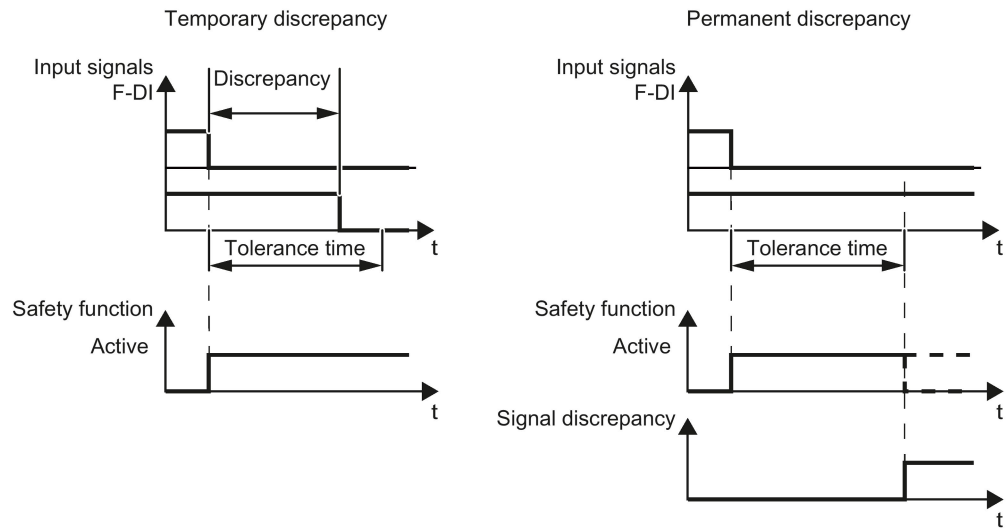 Temporary discrepancy
Input signals
F-DI
Discrepancy
t
Tolerance time
Safety function
Active
t
Permanent discrepancy
Input signals
F-DI
t
Tolerance time
Safety function
Active
t
Signal discrepancy
t